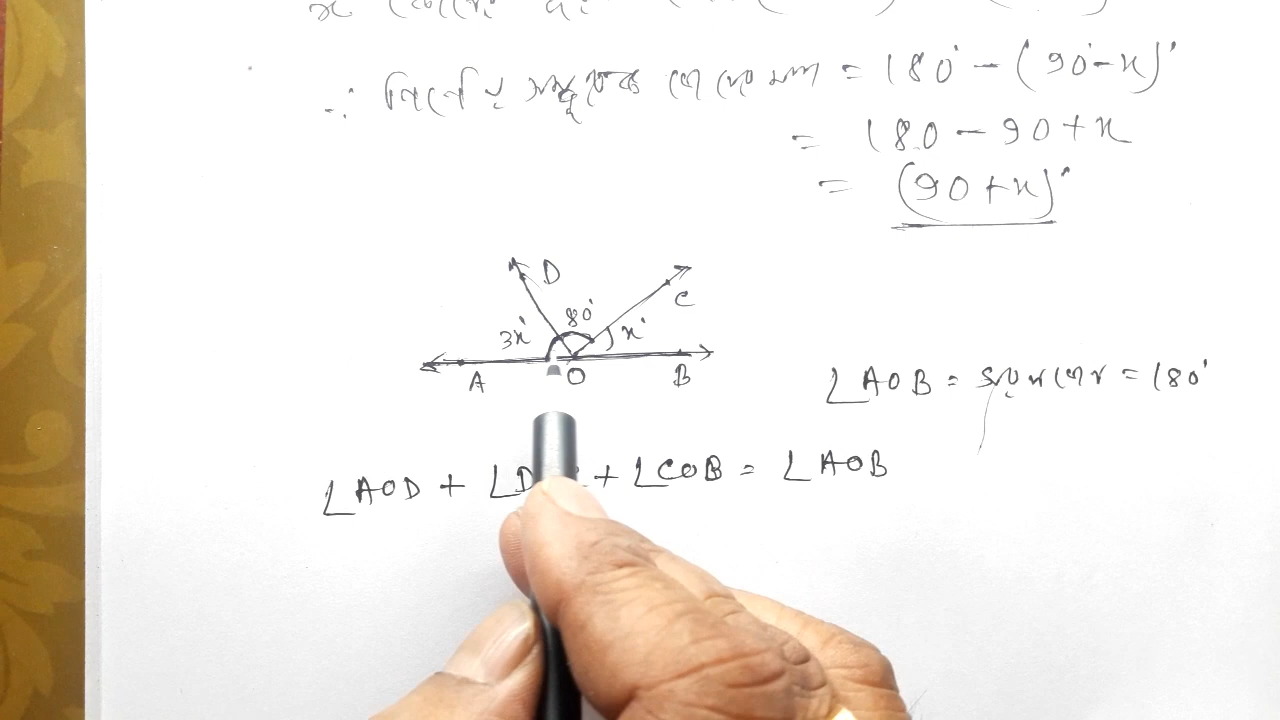 ∴ নির্ণেয় সম্পূরক কোণের মান = 180° - (90 - x)°
= 180 - 90 + x
= (90 + x)°
D
80°
C
3x°
x°
A
O
B
∠AOB = সরলকোণ = 180°
∠AOD + ∠D + ∠COB = ∠AOB